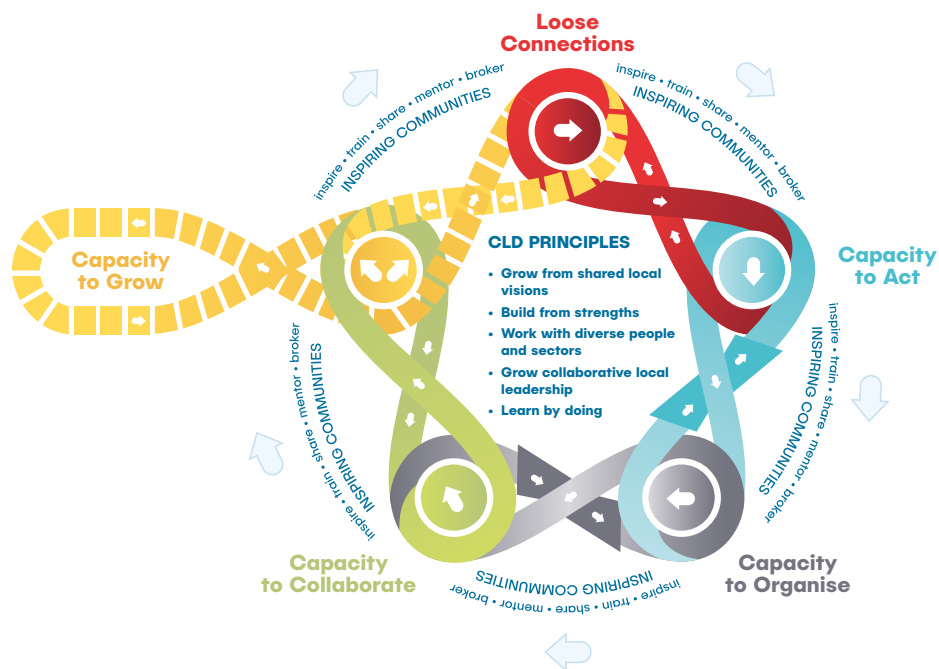 Loose
Connections
inspire • train • share • mentor • broker
INSPIRING COMMUNITIES
inspire • train • share • mentor • broker
INSPIRING COMMUNITIES
Capacity
to Grow
CLD PRINCIPLES
• Grow from shared local
visions
• Build from strengths
• Work with diverse people
and sectors
• Grow collaborative local
leadership
• Learn by doing
Capacity
to Act
inspire • train • share • mentor • broker
INSPIRING COMMUNITIES
inspire • train • share • mentor • broker
INSPIRING COMMUNITIES
Capacity
to Collaborate
Capacity
to Organise
INSPIRING COMMUNITIES
inspire • train • share • mentor • broker